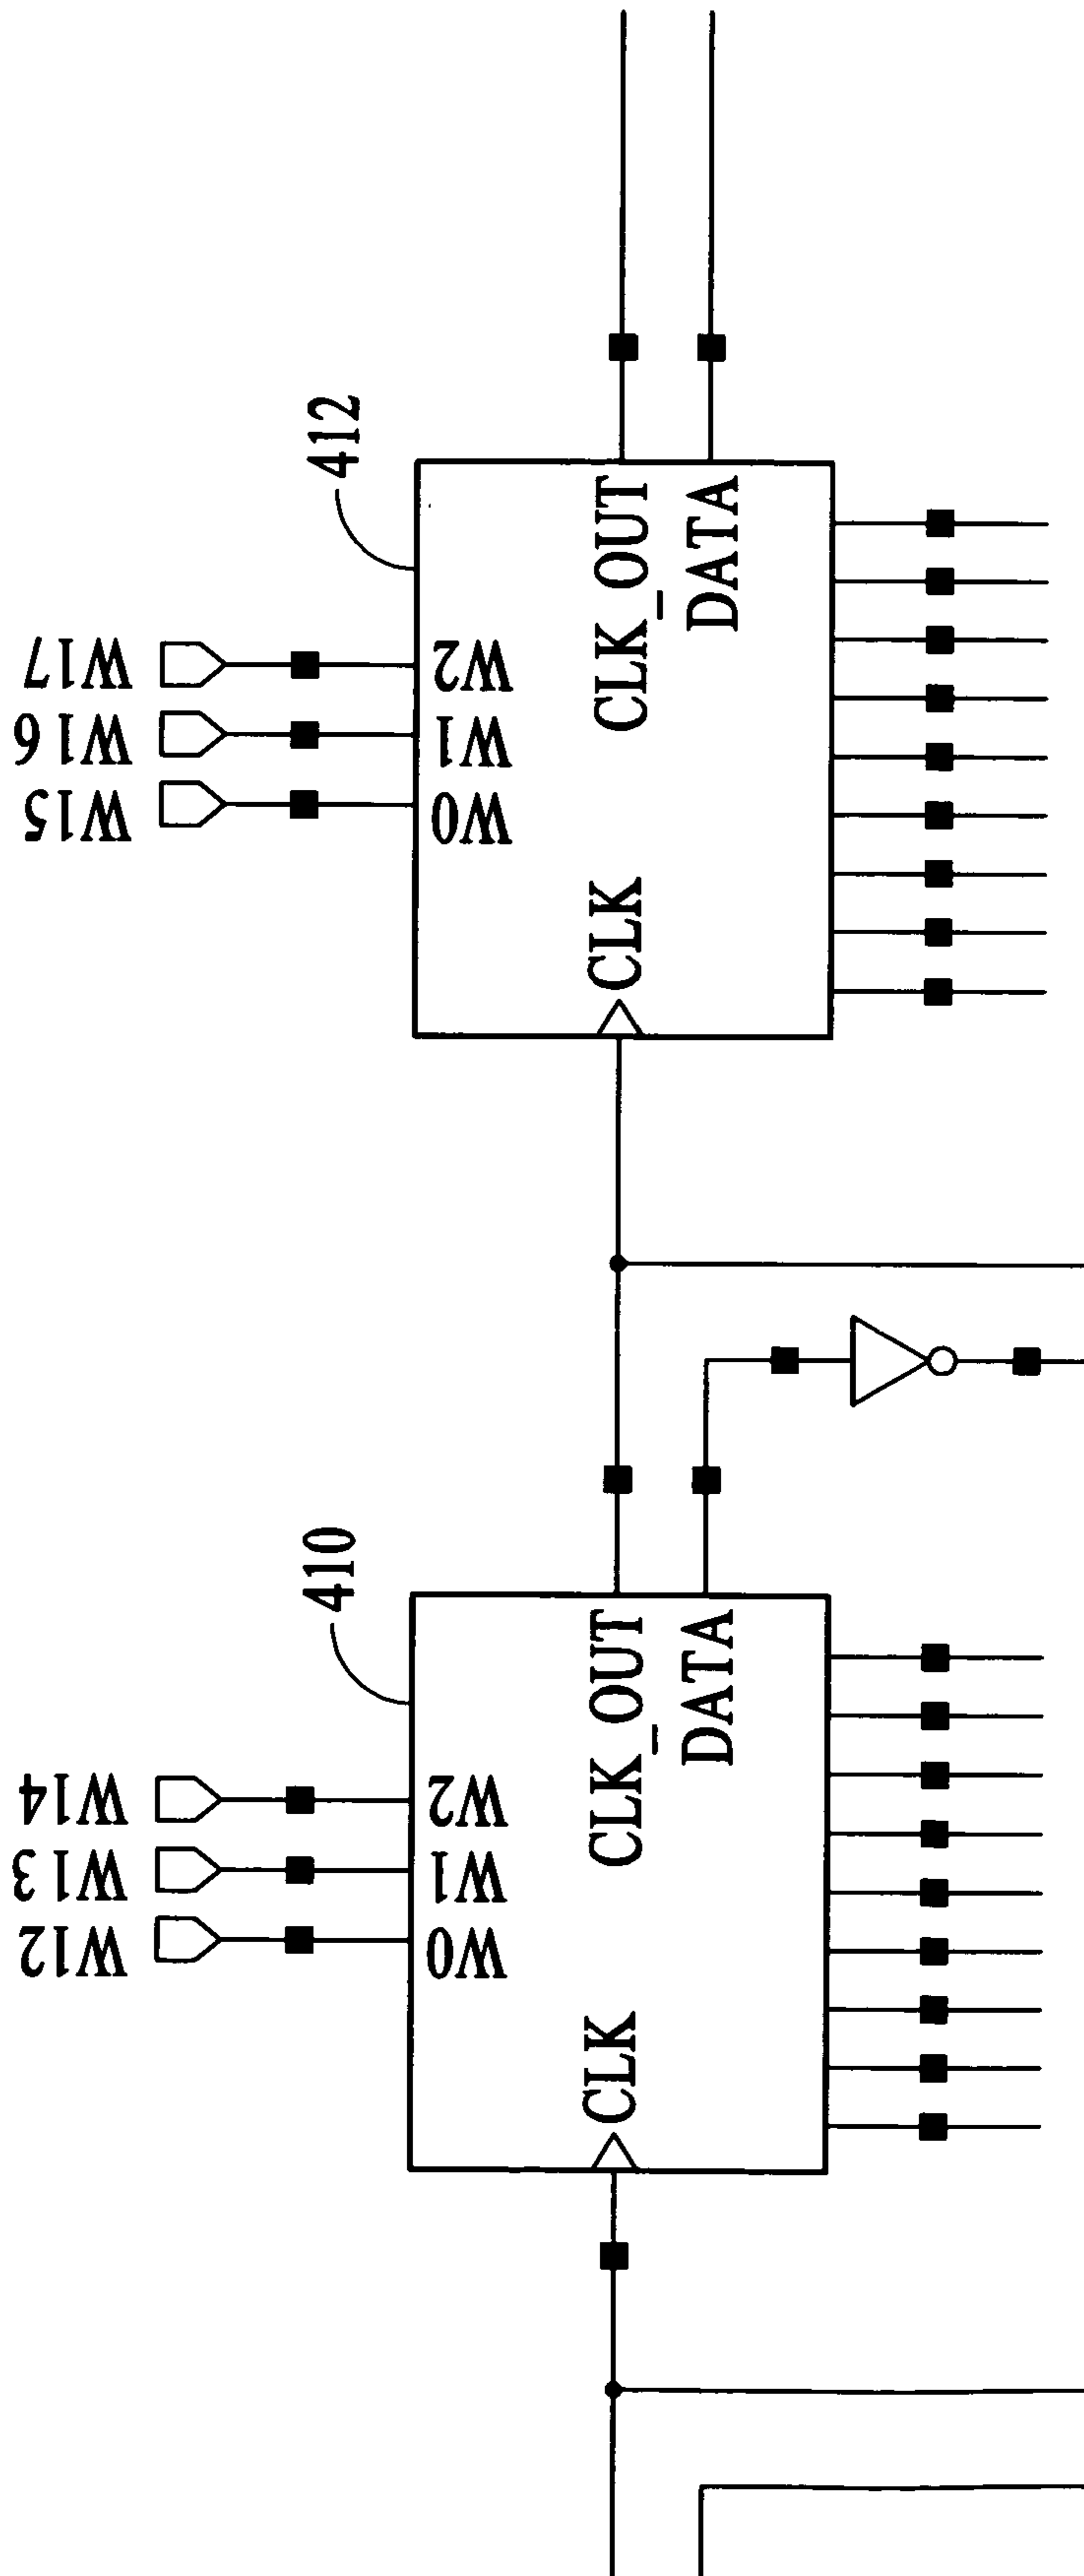 412
W17
W16
W15
W2
W1
W0
CLK_OUT
DATA
CLK
410
W14
W13
W12
W2
W1
W0
CLK_OUT
DATA
CLK